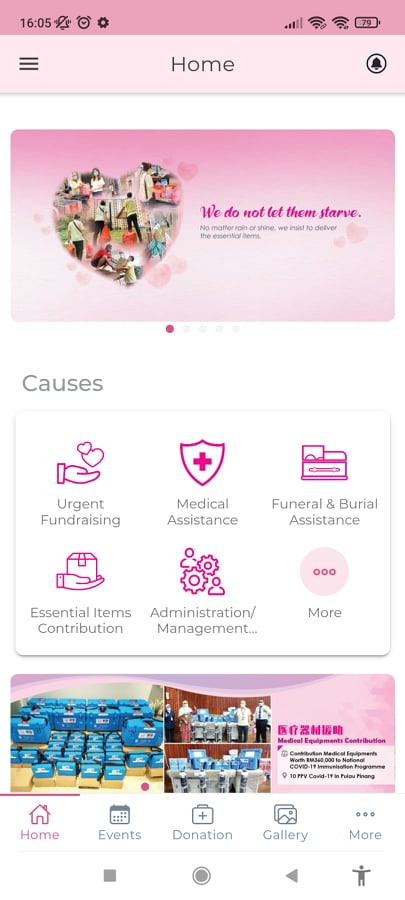 16:05
79
Home
We do not let them starve.
No matter rain or shine, we insist to deliver
the essential items.
Causes
Urgent
Fundraising
Medical
Assistance
Funeral & Burial
Assistance
Essential Items
Contribution
Administration/
Management...
More
医疗器材援助
Medical Equipments Contribution
Contribution Medical Equipments
Worth RM360,000 to National
COVID-19 Immunisation Programme
10 PPV Covid-19 In Pulau Pinang
Home
Events
Donation
Gallery
More